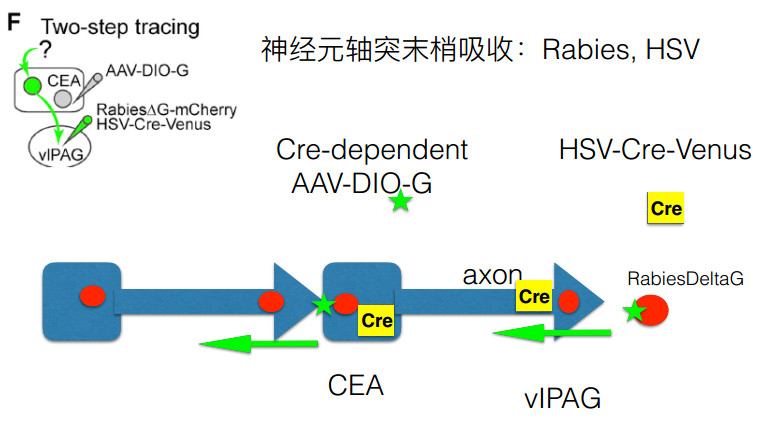 F
Two-step tracing
?
CEA
AAV-DIO-G
RabiesΔG-mCherry
HSV-Cre-Venus
vlPAG
神经元轴突末梢吸收：Rabies, HSV
Cre-dependent
AAV-DIO-G
HSV-Cre-Venus
Cre
axon
RabiesDeltaG
Cre
Cre
CEA
vlPAG